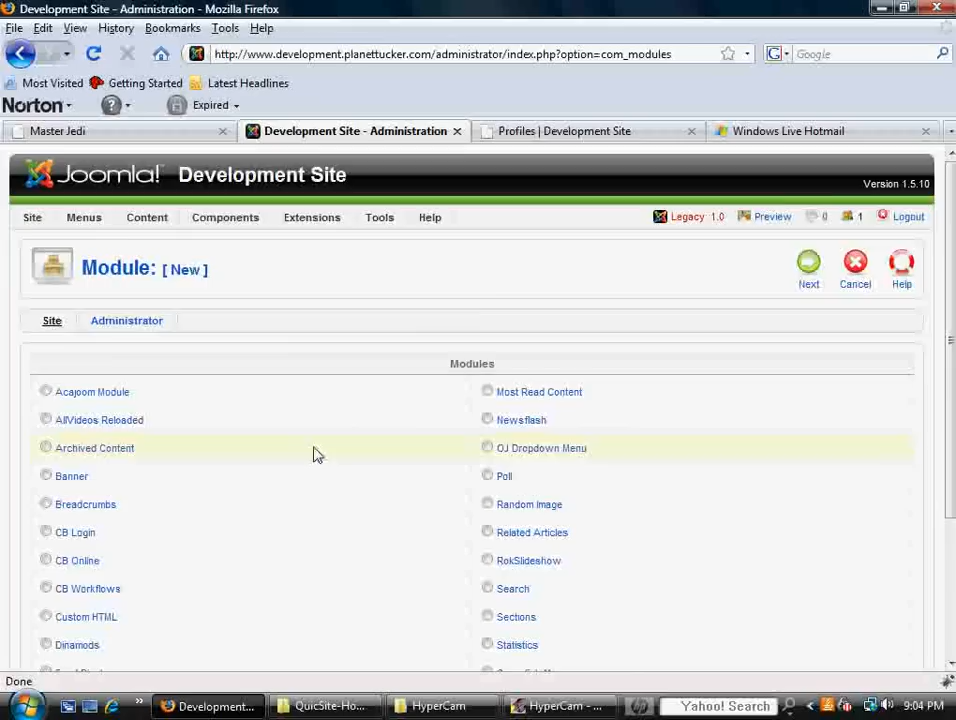 Development Site - Administration - Mozilla Firefox
File Edit View History Bookmarks Tools Help
http://www.development.planettucker.com/administrator/index.php?option=com_modules
Google
Most Visited Getting Started Latest Headlines
Norton Expired
Master Jedi Development Site - Administration Profiles | Development Site Windows Live Hotmail
Joomla! Development Site
Version 1.5.10
Site Menus Content Components Extensions Tools Help Legacy 1.0 Preview 0 1 Logout
Module: [ New ]
Next Cancel Help
Site Administrator
Modules
Acajoom Module Most Read Content
AllVideos Reloaded Newsflash
Archived Content OJ Dropdown Menu
Banner Poll
Breadcrumbs Random Image
CB Login Related Articles
CB Online RokSlideshow
CB Workflows Search
Custom HTML Sections
Dinamods Statistics
Done
Development... QuicSite-Ho... HyperCam HyperCam - ... Yahoo! Search 9:04 PM